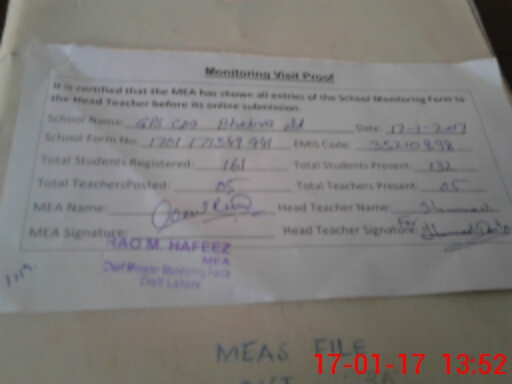 Monitoring Visit Proof
It is certified that the MEA has shown all entries of the School Monitoring Form to
the Head Teacher before its online submission.
School Name: GPS Date: 17-1-2017
School Form No: EMIS Code: 35210898
Total Students Registered: 161 Total Students Present: 132
Total TeachersPosted: 05 Total Teachers Present: 05
MEA Name: Head Teacher Name:
MEA Signature: Head Teacher Signature
RAO M. HAFEEZ
MEA
Chief Minister Monitoring Force
Distt Lahore
MEAS FILE
17-01-17 13:52